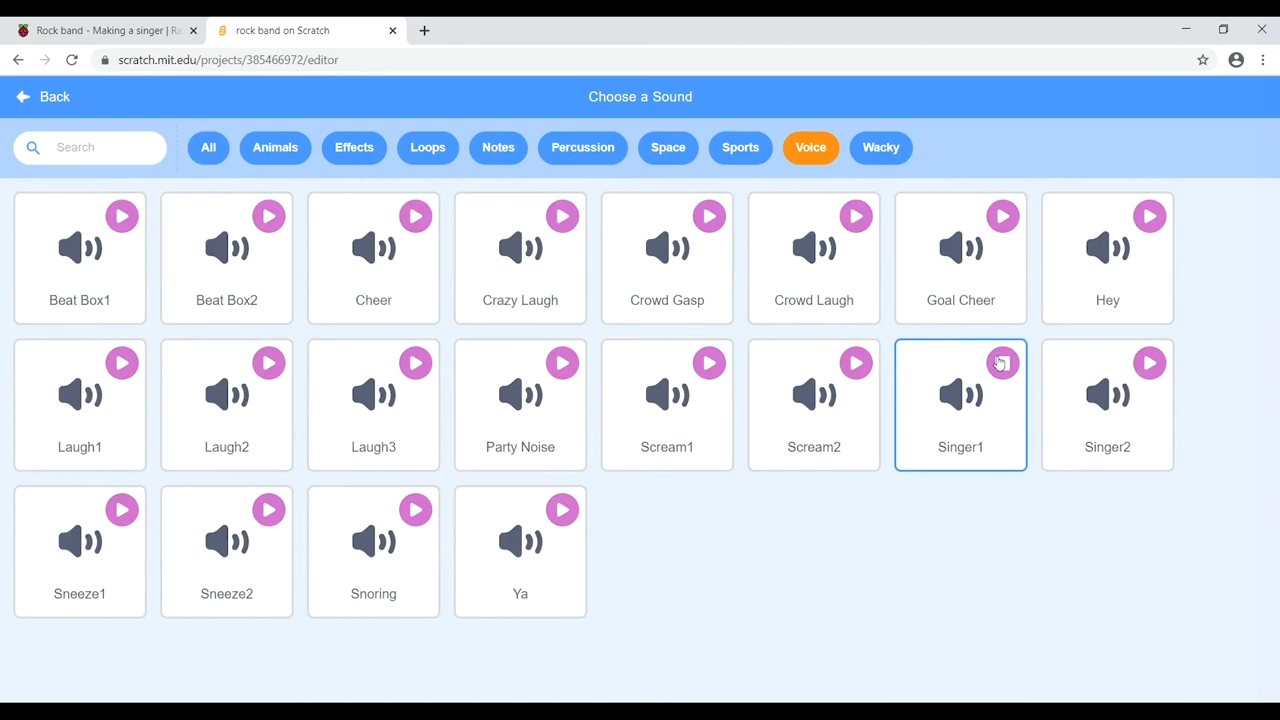 Rock band - Making a singer | Ra
rock band on Scratch
scratch.mit.edu/projects/385466972/editor
Back
Choose a Sound
Search
All
Animals
Effects
Loops
Notes
Percussion
Space
Sports
Voice
Wacky
Beat Box1
Beat Box2
Cheer
Crazy Laugh
Crowd Gasp
Crowd Laugh
Goal Cheer
Hey
Laugh1
Laugh2
Laugh3
Party Noise
Scream1
Scream2
Singer1
Singer2
Sneeze1
Sneeze2
Snoring
Ya